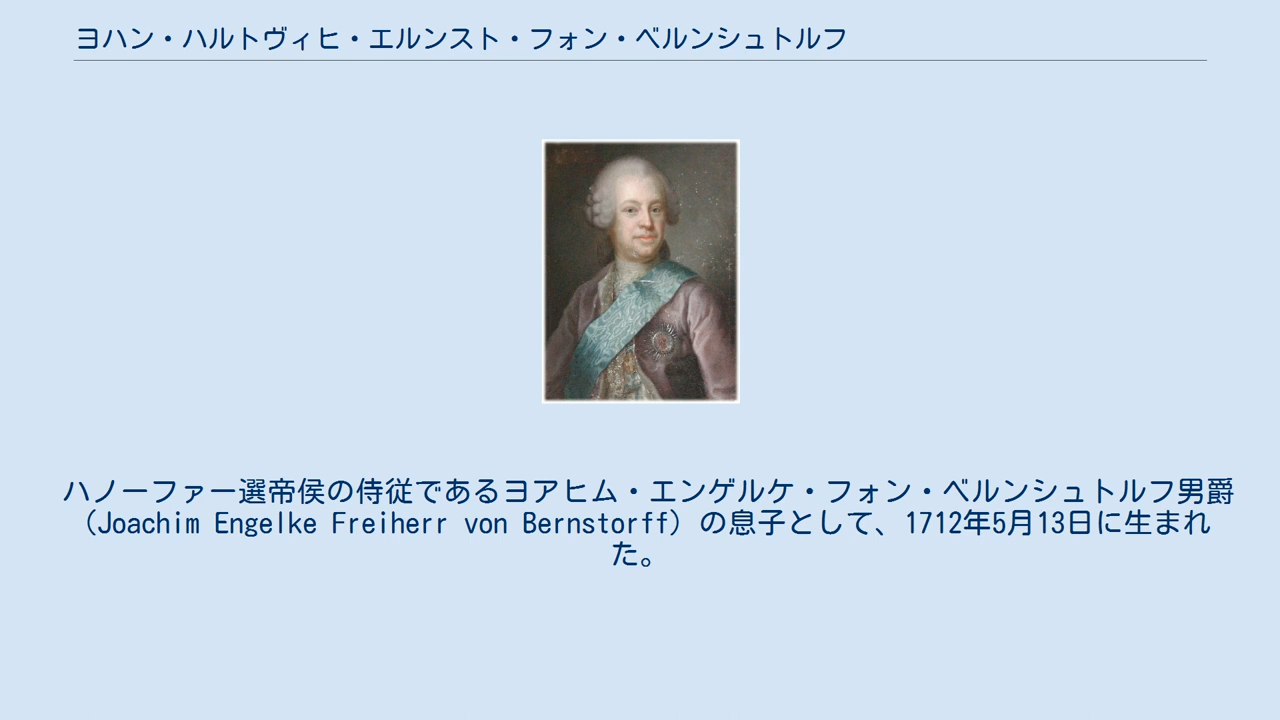 ヨハン・ハルトヴィヒ・エルンスト・フォン・ベルンシュトルフ
ハノーファー選帝侯の侍従であるヨアヒム・エンゲルケ・フォン・ベルンシュトルフ男爵
（Joachim Engelke Freiherr von Bernstorff）の息子として、1712年5月13日に生まれ
た。